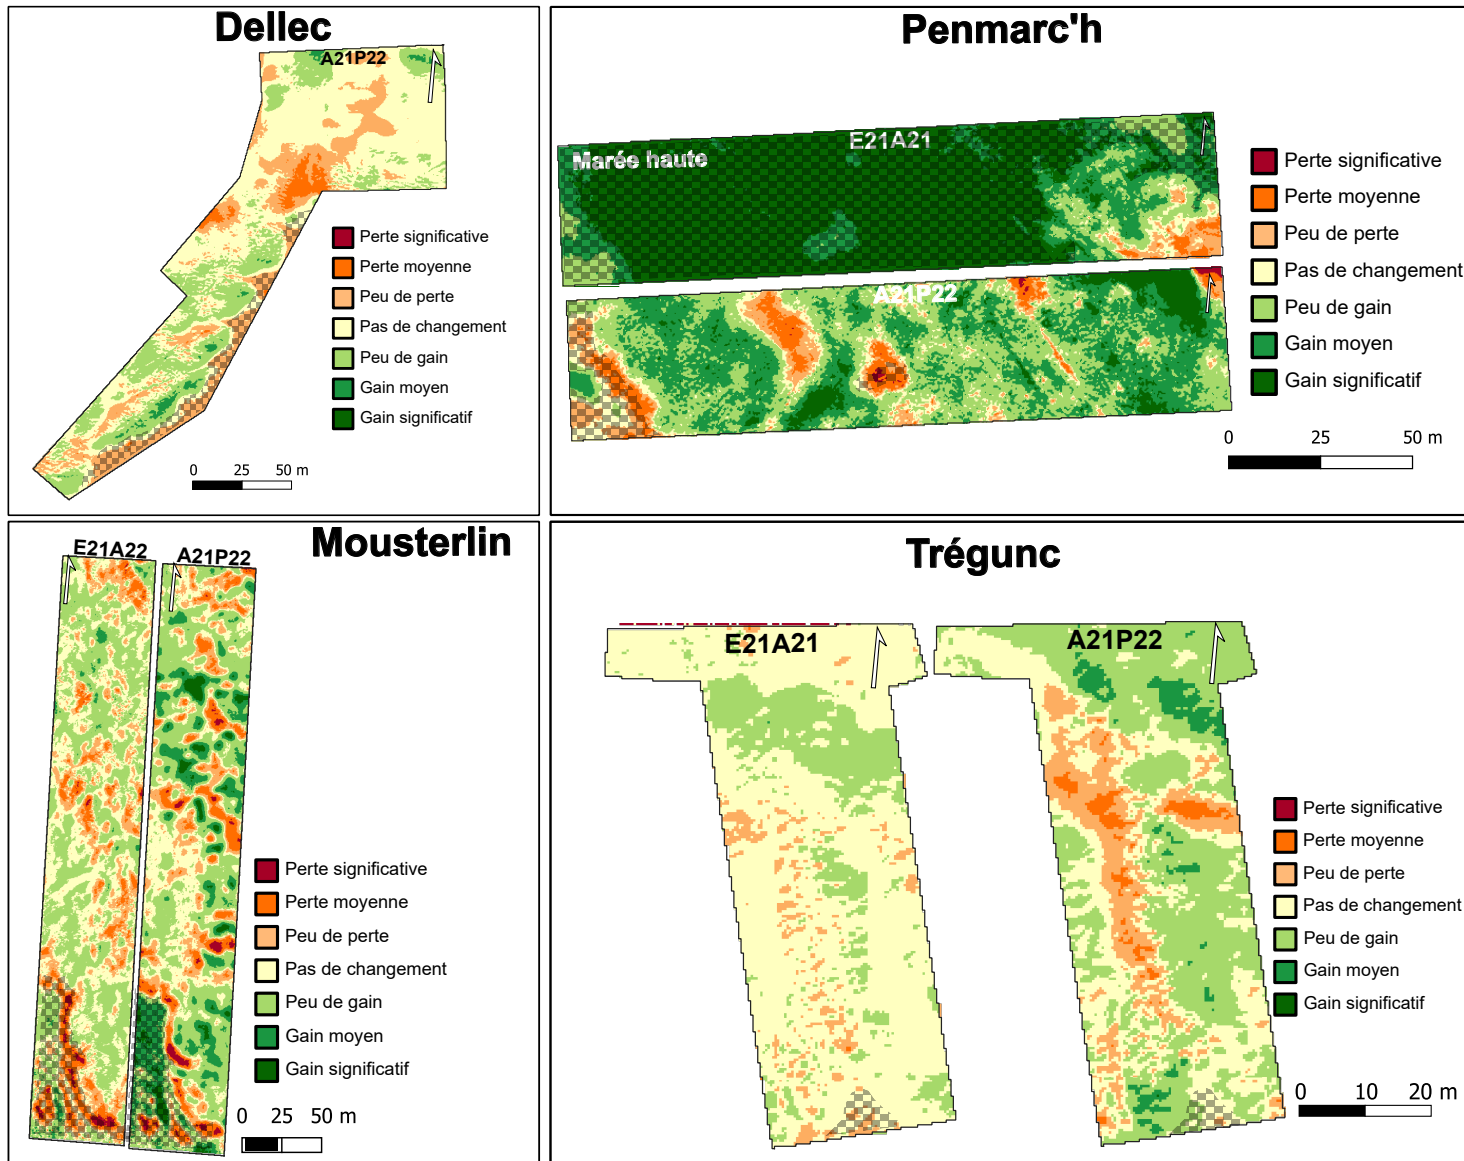 Dellec
A21P22
Perte significative
Perte moyenne
Peu de perte
Pas de changement
Peu de gain
Gain moyen
Gain significatif
0 25 50 m
Penmarc'h
E21A21
Marée haute
A21P22
Perte significative
Perte moyenne
Peu de perte
Pas de changement
Peu de gain
Gain moyen
Gain significatif
0 25 50 m
Mousterlin
E21A22
A21P22
Perte significative
Perte moyenne
Peu de perte
Pas de changement
Peu de gain
Gain moyen
Gain significatif
0 25 50 m
Trégunc
E21A21
A21P22
Perte significative
Perte moyenne
Peu de perte
Pas de changement
Peu de gain
Gain moyen
Gain significatif
0 10 20 m